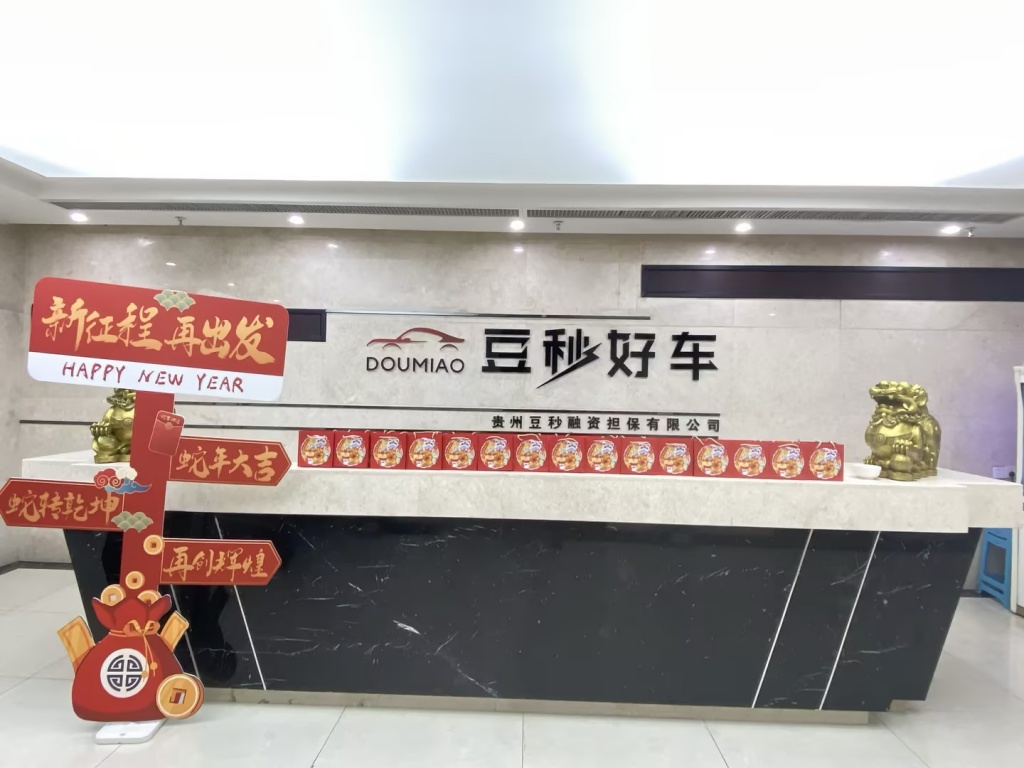 新征程 再出发
HAPPY NEW YEAR
蛇年大吉
蛇转乾坤
再创辉煌
DOUMIAO 豆秒好车
贵州豆秒融资担保有限公司